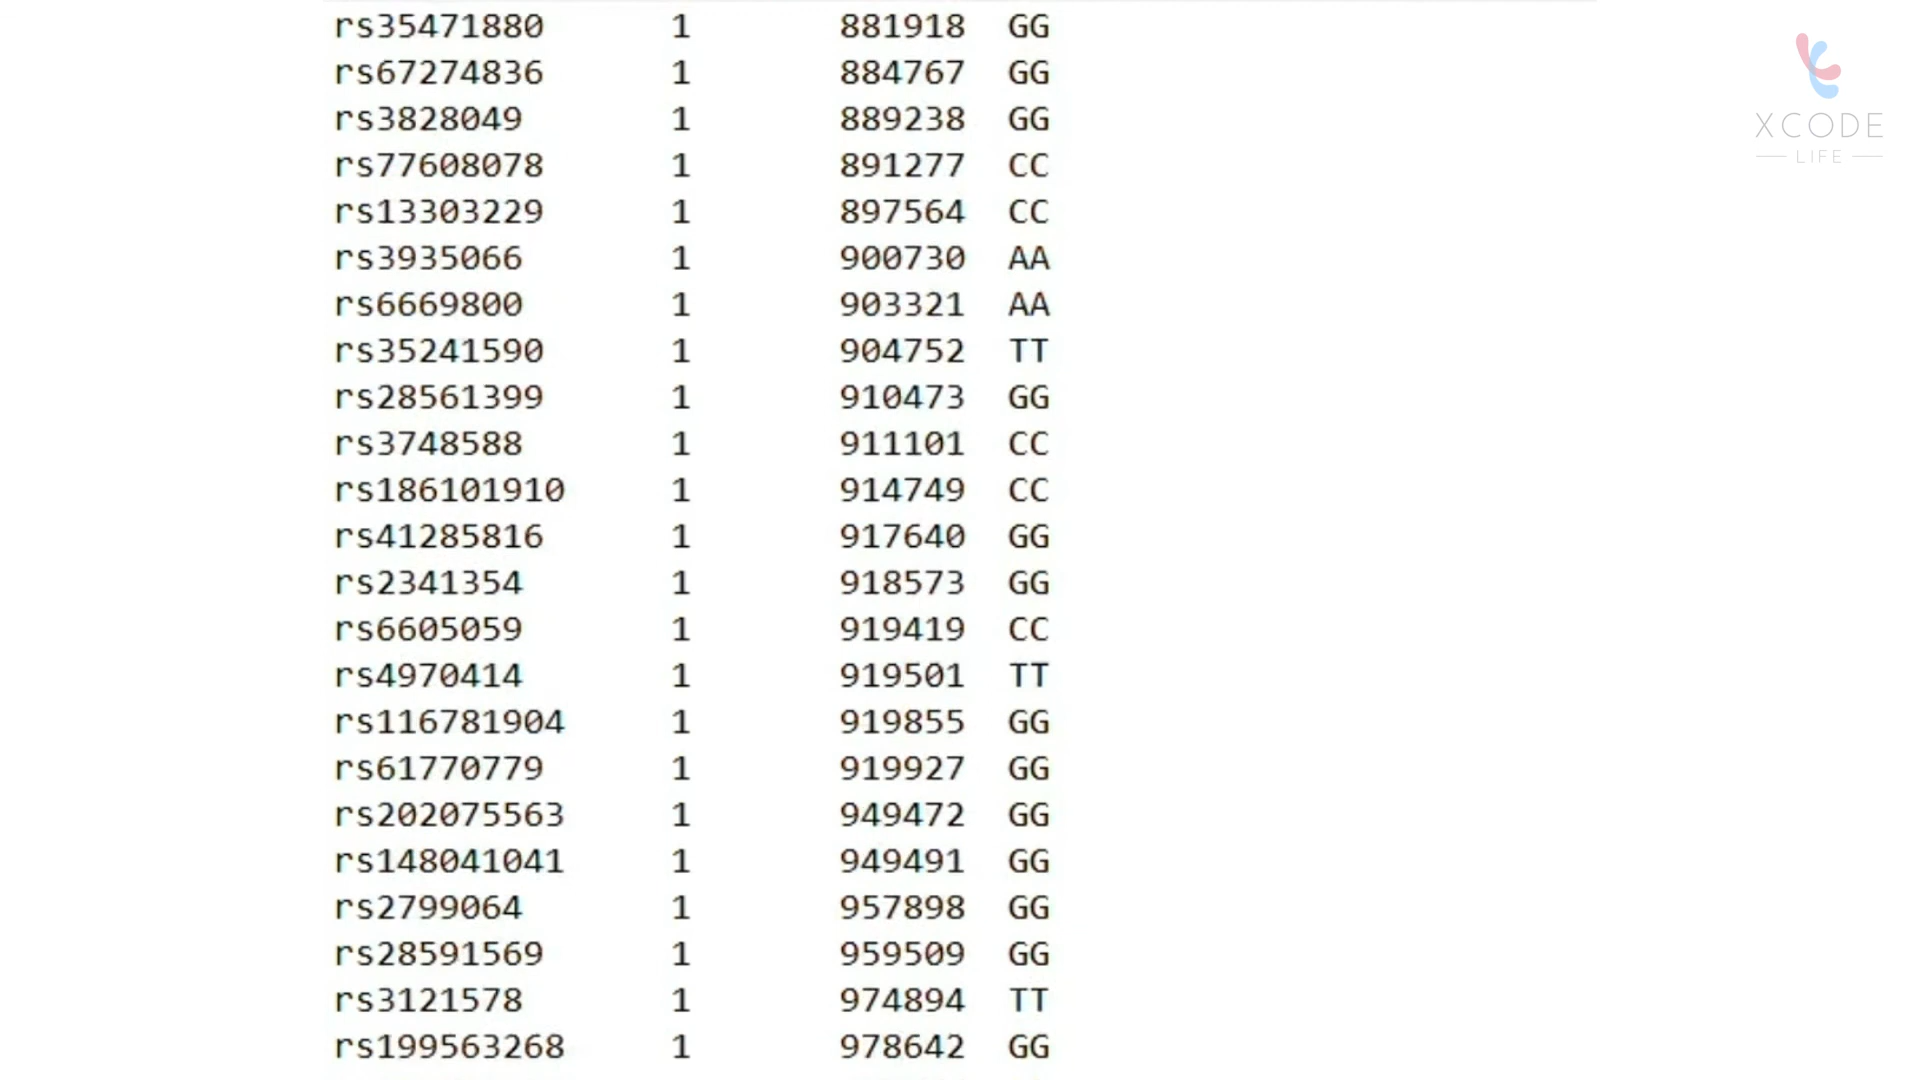 rs35471880 1 881918 GG
rs67274836 1 884767 GG
rs3828049 1 889238 GG
rs77608078 1 891277 CC
rs13303229 1 897564 CC
rs3935066 1 900730 AA
rs6669800 1 903321 AA
rs35241590 1 904752 TT
rs28561399 1 910473 GG
rs3748588 1 911101 CC
rs186101910 1 914749 CC
rs41285816 1 917640 GG
rs2341354 1 918573 GG
rs6605059 1 919419 CC
rs4970414 1 919501 TT
rs116781904 1 919855 GG
rs61770779 1 919927 GG
rs202075563 1 949472 GG
rs148041041 1 949491 GG
rs2799064 1 957898 GG
rs28591569 1 959509 GG
rs3121578 1 974894 TT
rs199563268 1 978642 GG
XCODE
LIFE